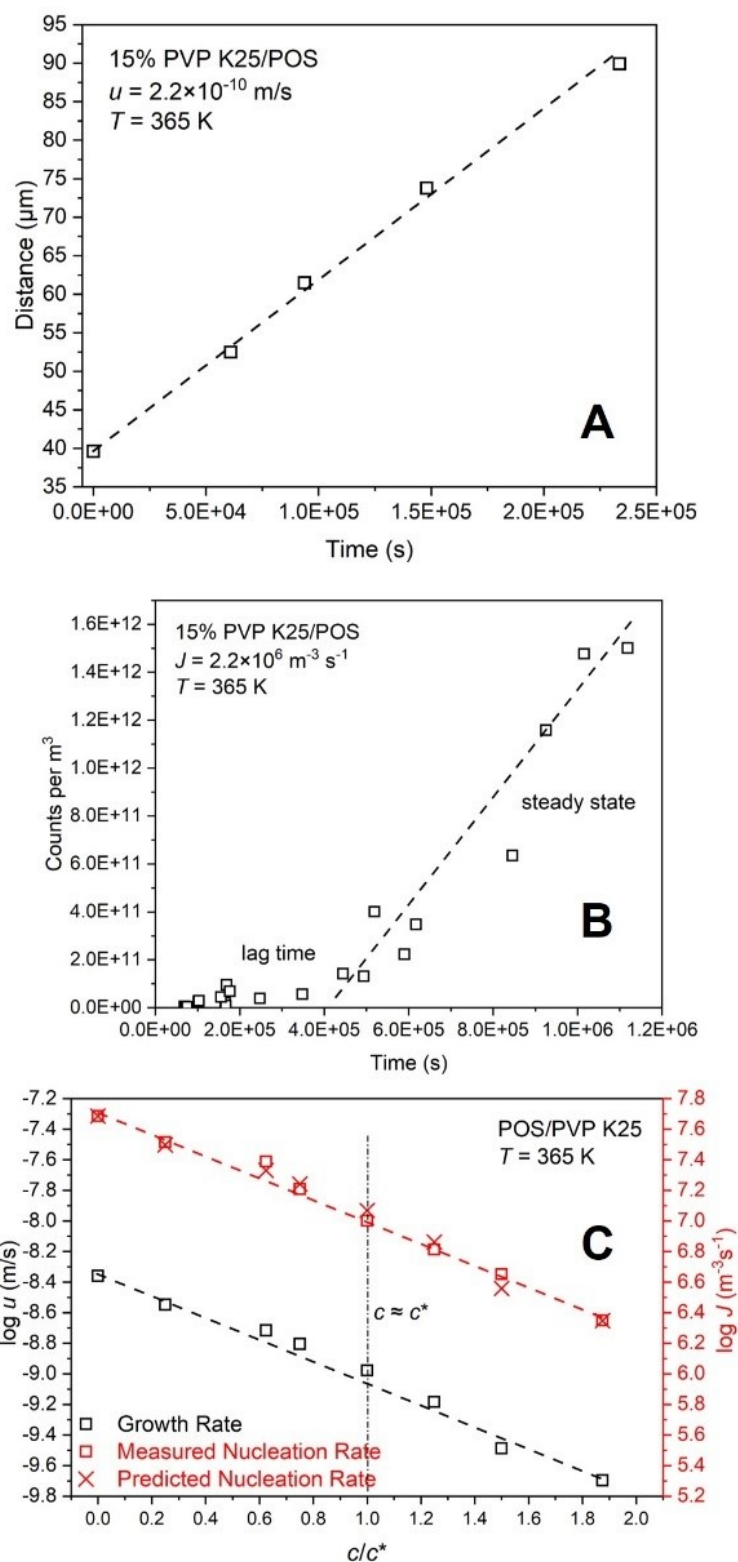 95
90
85
80
75
70
65
60
55
50
45
40
35
Distance (µm)
15% PVP K25/POS
u = 2.2×10⁻¹⁰ m/s
T = 365 K
A
0.0E+00 5.0E+04 1.0E+05 1.5E+05 2.0E+05 2.5E+05
Time (s)
1.6E+12
1.4E+12
1.2E+12
1.0E+12
8.0E+11
6.0E+11
4.0E+11
2.0E+11
0.0E+00
Counts per m³
15% PVP K25/POS
J = 2.2×10⁶ m⁻³ s⁻¹
T = 365 K
steady state
lag time
B
0.0E+00 2.0E+05 4.0E+05 6.0E+05 8.0E+05 1.0E+06 1.2E+06
Time (s)
-7.2
-7.4
-7.6
-7.8
-8.0
-8.2
-8.4
-8.6
-8.8
-9.0
-9.2
-9.4
-9.6
-9.8
log u (m/s)
POS/PVP K25
T = 365 K
C
c ≈ c*
Growth Rate
Measured Nucleation Rate
Predicted Nucleation Rate
7.8
7.6
7.4
7.2
7.0
6.8
6.6
6.4
6.2
6.0
5.8
5.6
5.4
5.2
log J (m⁻³s⁻¹)
0.0 0.2 0.4 0.6 0.8 1.0 1.2 1.4 1.6 1.8 2.0
c/c*